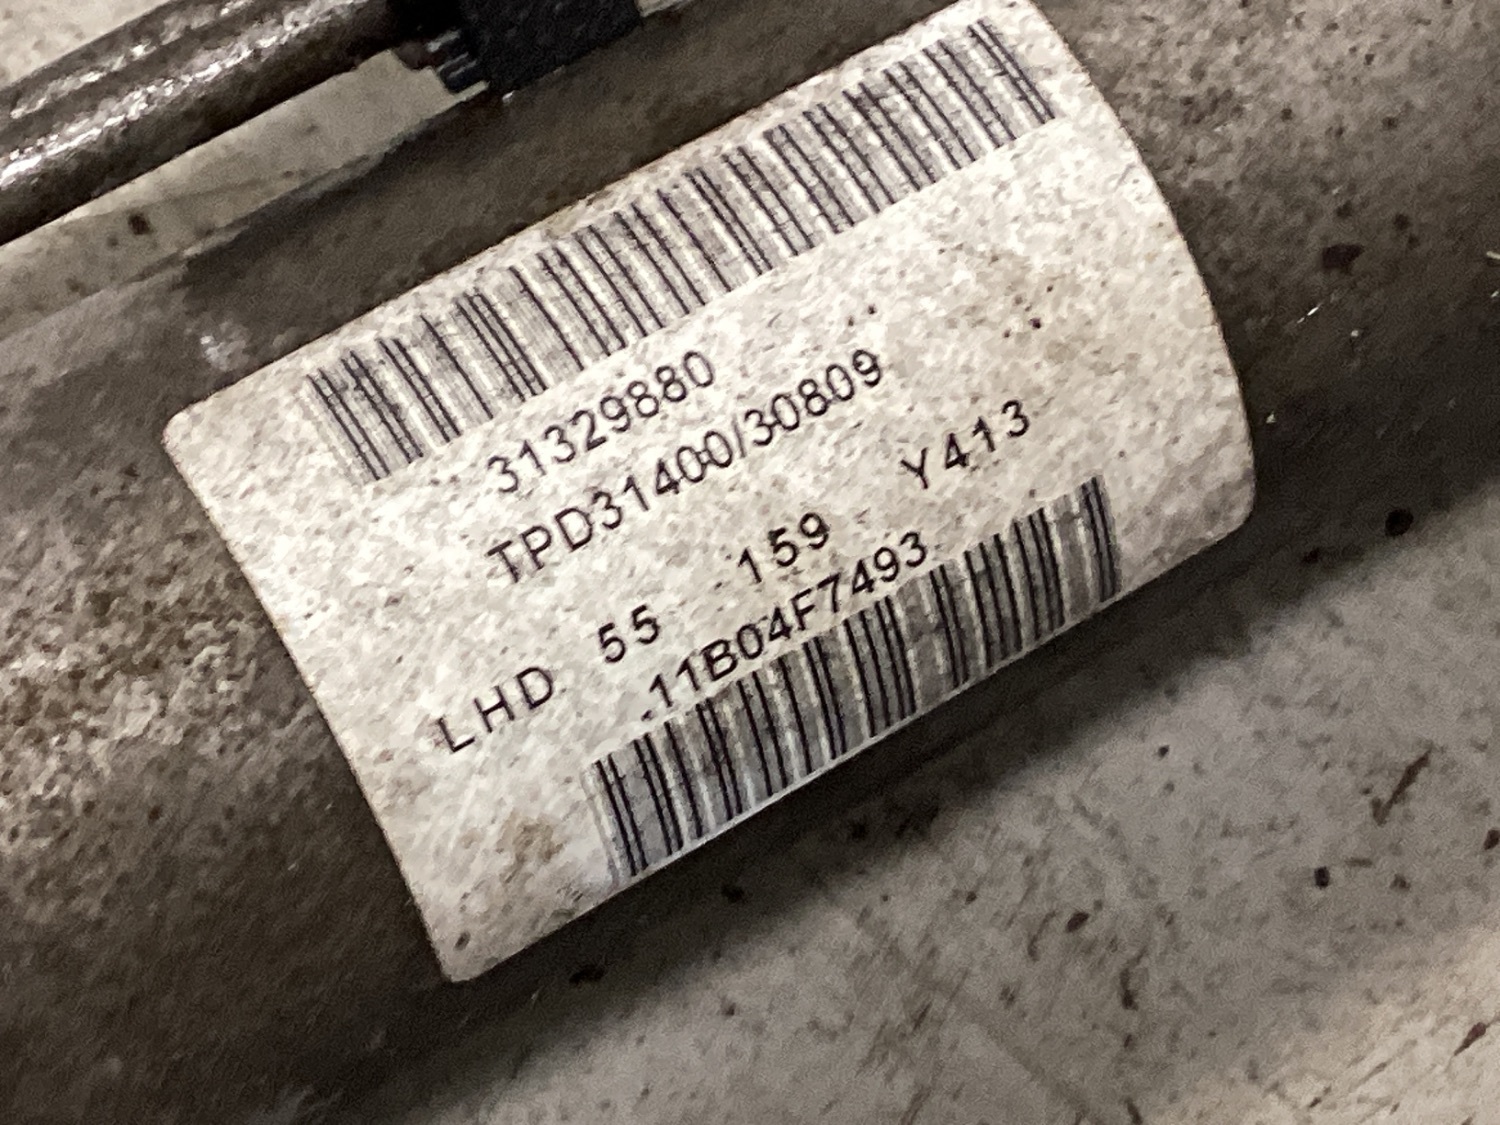 31329880
TPD31400/30809
LHD 55 159 Y413
11B04F7493